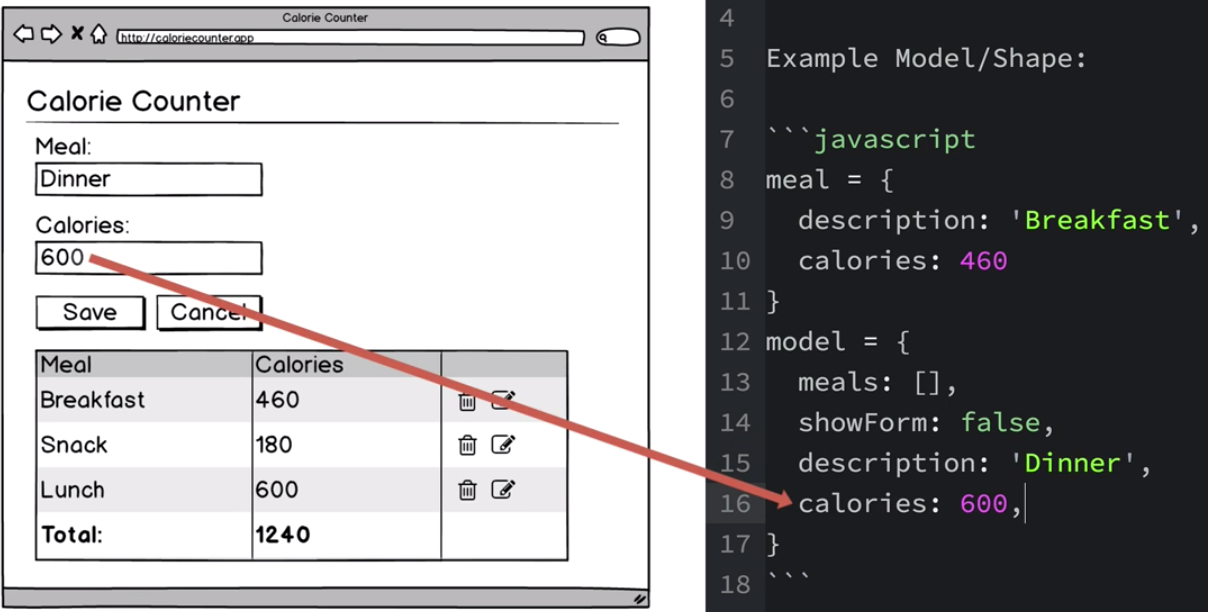 Calorie Counter
http://caloriecounter.app
Calorie Counter
Meal:
Dinner
Calories:
600
Save Cancel
Meal Calories
Breakfast 460
Snack 180
Lunch 600
Total: 1240
4
5 Example Model/Shape:
6
7 ```javascript
8 meal = {
9   description: 'Breakfast',
10   calories: 460
11 }
12 model = {
13   meals: [],
14   showForm: false,
15   description: 'Dinner',
16   calories: 600,
17 }
18 ```